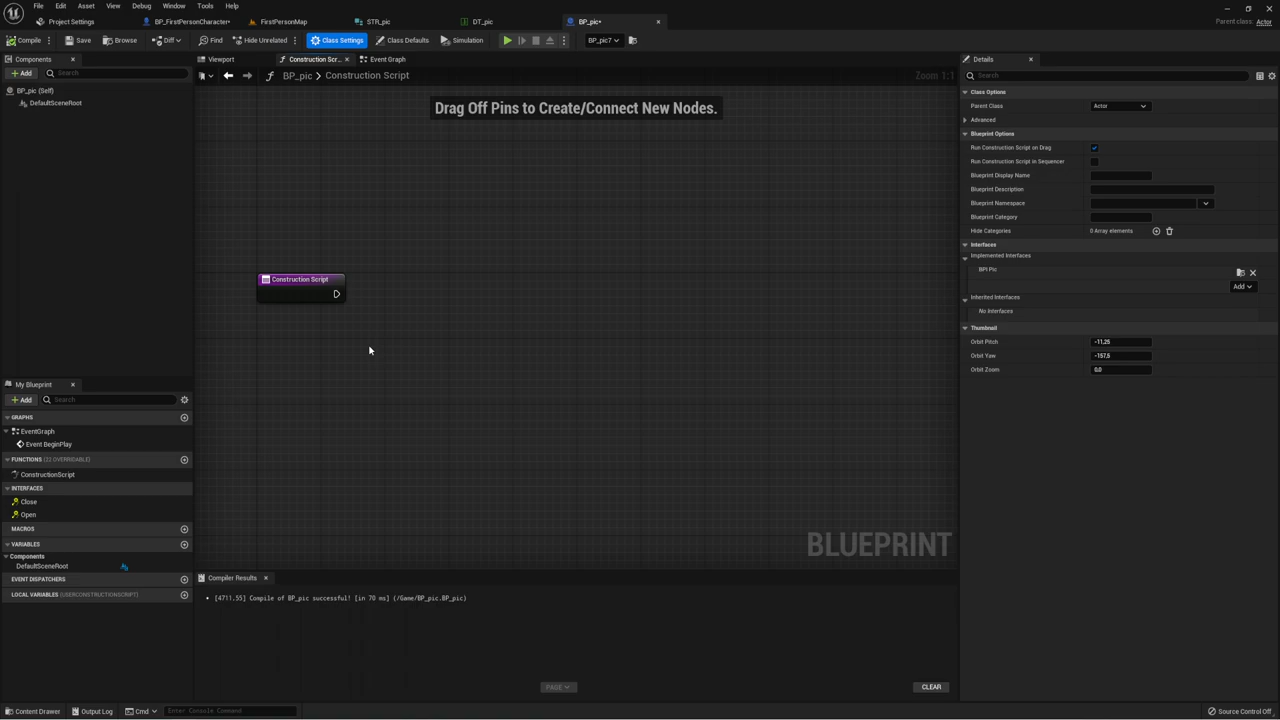 File Edit Asset View Debug Window Tools Help
Project Settings BP_FirstPersonCharacter* FirstPersonMap STR_pic DT_pic BP_pic*
Parent class: Actor
Compile Save Browse Diff Find Hide Unrelated Class Settings Class Defaults Simulation BP_pic7
Components
Add Search
BP_pic (Self)
DefaultSceneRoot
Viewport Construction Scr... Event Graph
BP_pic > Construction Script
Zoom 1:1
Drag Off Pins to Create/Connect New Nodes.
Construction Script
BLUEPRINT
My Blueprint
Add Search
GRAPHS
EventGraph
Event BeginPlay
FUNCTIONS (22 OVERRIDABLE)
ConstructionScript
INTERFACES
Close
Open
MACROS
VARIABLES
Components
DefaultSceneRoot
EVENT DISPATCHERS
LOCAL VARIABLES (USERCONSTRUCTIONSCRIPT)
Compiler Results
[4711.55] Compile of BP_pic successful! [in 70 ms] (/Game/BP_pic.BP_pic)
PAGE
CLEAR
Details
Search
Class Options
Parent Class Actor
Advanced
Blueprint Options
Run Construction Script on Drag
Run Construction Script in Sequencer
Blueprint Display Name
Blueprint Description
Blueprint Namespace
Blueprint Category
Hide Categories 0 Array elements
Interfaces
Implemented Interfaces
BPI Pic
Add
Inherited Interfaces
No Interfaces
Thumbnail
Orbit Pitch -11,25
Orbit Yaw -157,5
Orbit Zoom 0,0
Content Drawer Output Log Cmd Enter Console Command
Source Control Off